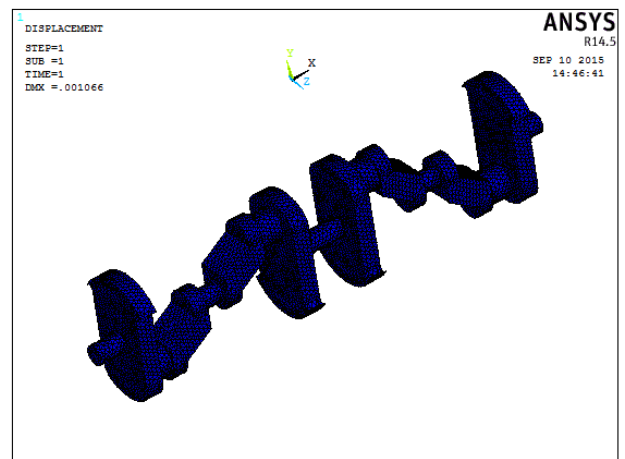 1
DISPLACEMENT
STEP=1
SUB =1
TIME=1
DMX =.001066
ANSYS
R14.5
SEP 10 2015
14:46:41
Y
X
Z